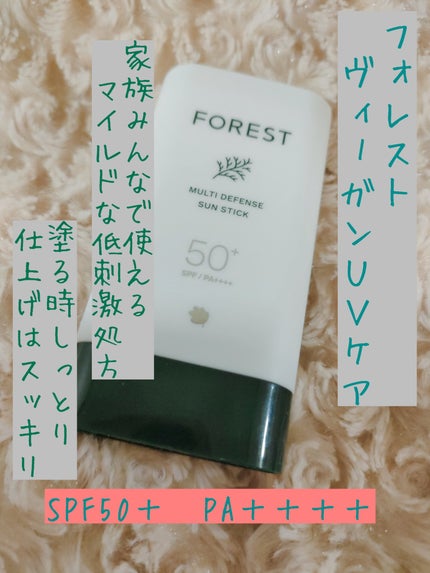 フォレスト
ヴィーガンUVケア
家族みんなで使える
マイルドな低刺激処方
塗る時しっとり
仕上げはスッキリ
FOREST
MULTI DEFENSE
SUN STICK
50+
SPF / PA++++
SPF50＋　PA＋＋＋＋